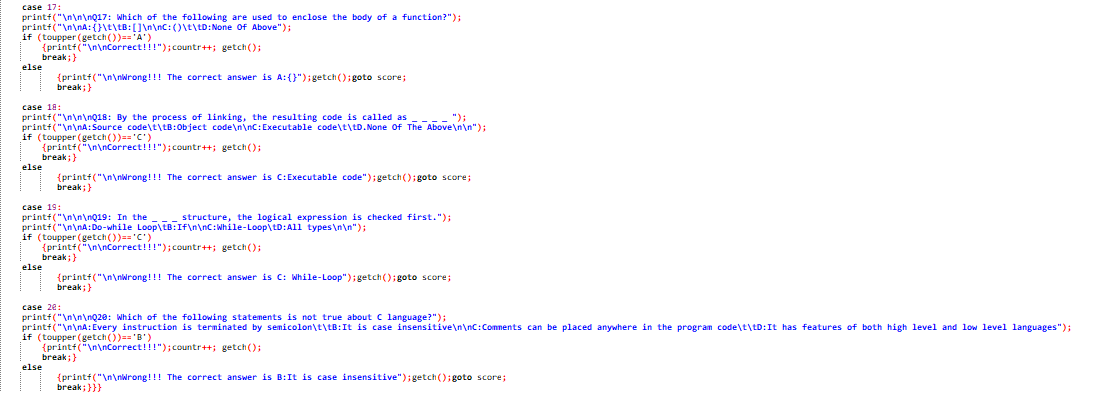 case 17:
printf("\n\n\nQ17: Which of the following are used to enclose the body of a function?");
printf("\n\nA:{}\t\tB:[]\n\nC:()\t\tD:None Of Above");
if (toupper(getch())=='A')
{printf("\n\nCorrect!!!");countr++; getch();
break;}
else
{printf("\n\nWrong!!! The correct answer is A:{}");getch();goto score;
break;}
case 18:
printf("\n\n\nQ18: By the process of linking, the resulting code is called as _ _ _ _ ");
printf("\n\nA:Source code\t\tB:Object code\n\nC:Executable code\t\tD.None Of The Above\n\n");
if (toupper(getch())=='C')
{printf("\n\nCorrect!!!");countr++; getch();
break;}
else
{printf("\n\nWrong!!! The correct answer is C:Executable code");getch();goto score;
break;}
case 19:
printf("\n\n\nQ19: In the _ _ _ structure, the logical expression is checked first.");
printf("\n\nA:Do-while Loop\tB:If\n\nC:While-Loop\tD:All types\n\n");
if (toupper(getch())=='C')
{printf("\n\nCorrect!!!");countr++; getch();
break;}
else
{printf("\n\nWrong!!! The correct answer is C: While-Loop");getch();goto score;
break;}
case 20:
printf("\n\n\nQ20: Which of the following statements is not true about C language?");
printf("\n\nA:Every instruction is terminated by semicolon\t\tB:It is case insensitive\n\nC:Comments can be placed anywhere in the program code\t\tD:It has features of both high level and low level languages");
if (toupper(getch())=='B')
{printf("\n\nCorrect!!!");countr++; getch();
break;}
else
{printf("\n\nWrong!!! The correct answer is B:It is case insensitive");getch();goto score;
break;}}}